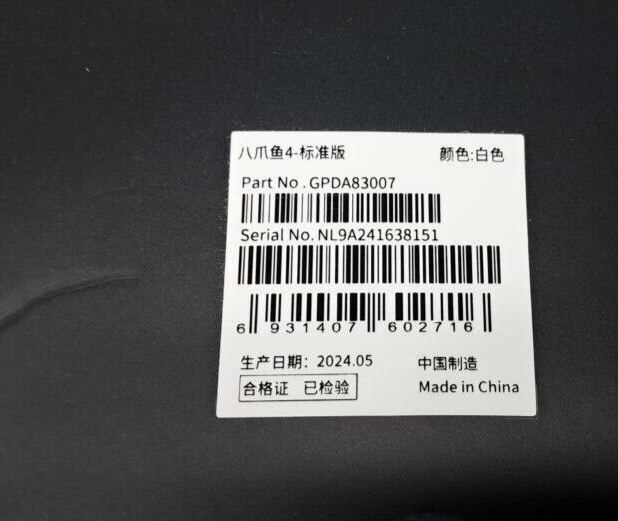 八爪鱼4-标准版 颜色:白色
Part No.GPDA83007
Serial No.NL9A241638151
6 931407 602716
生产日期：2024.05 中国制造
合格证 已检验 Made in China